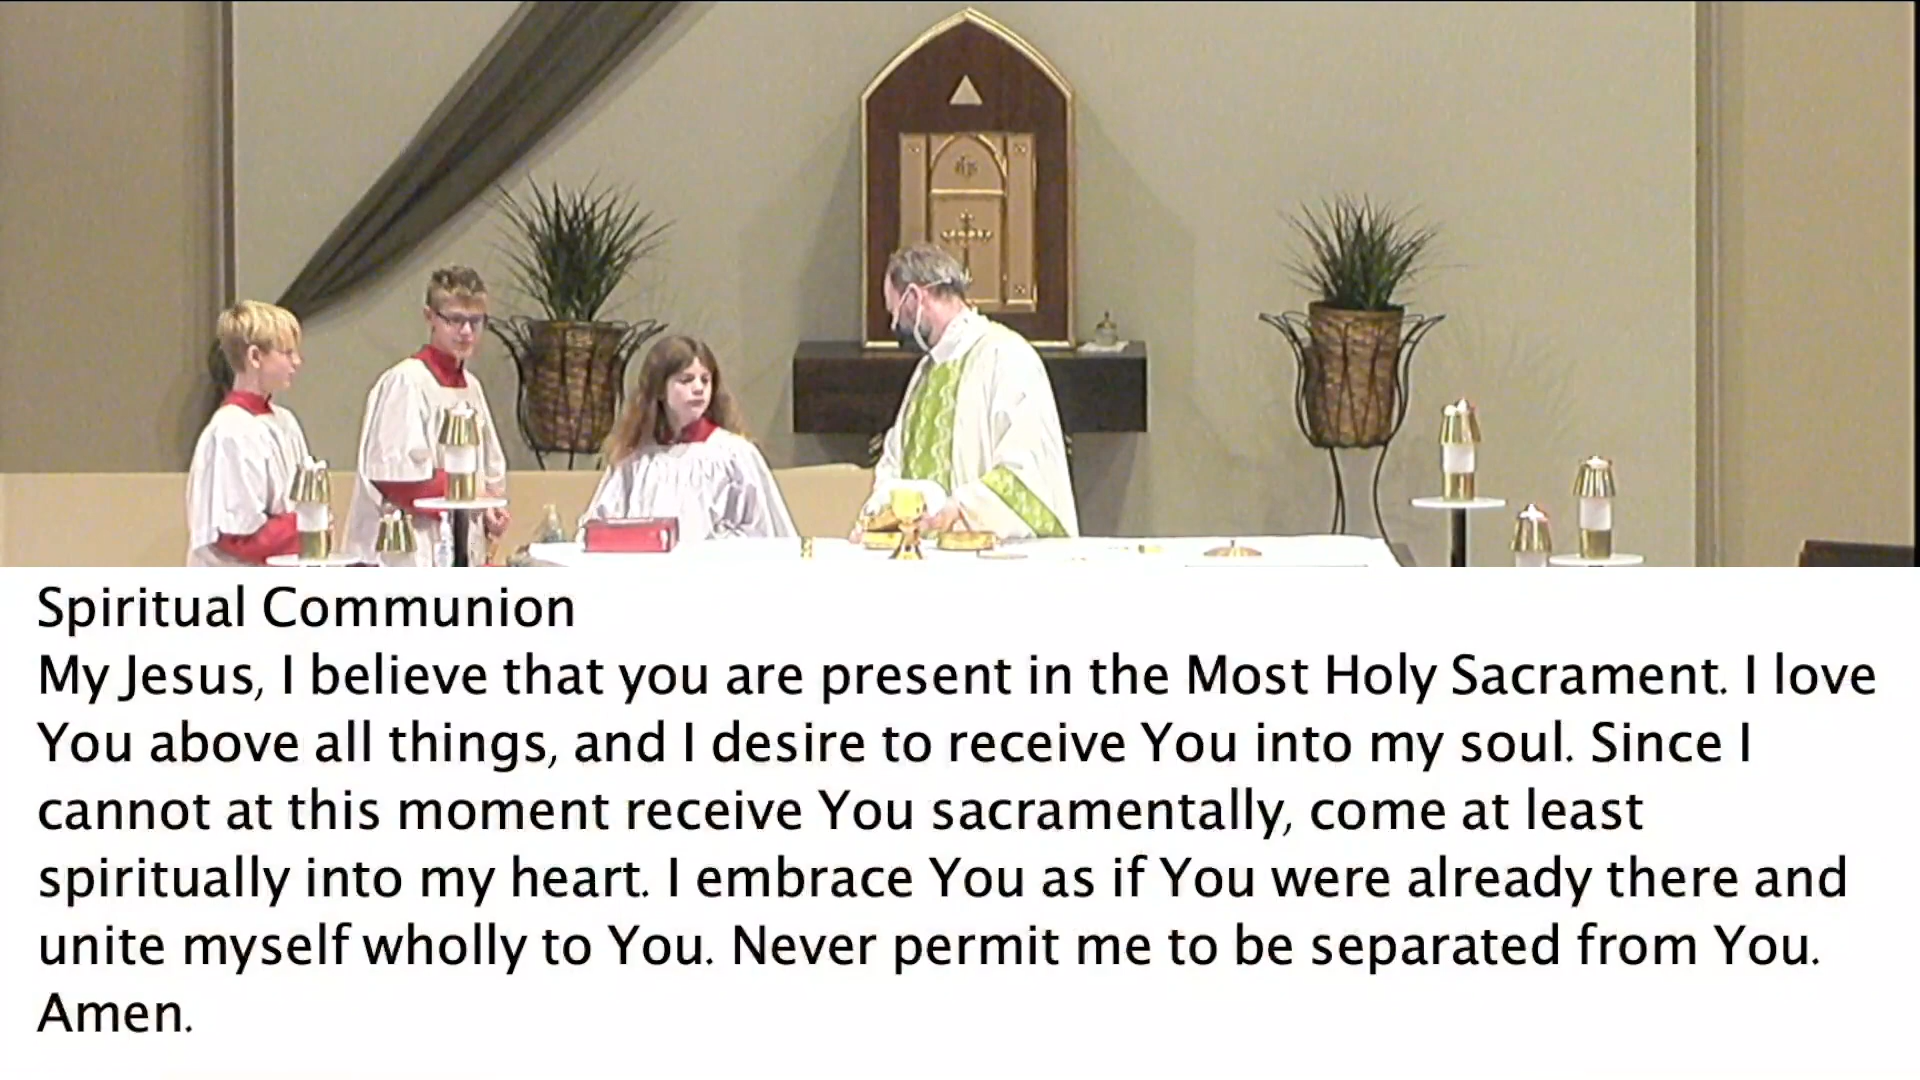 Spiritual Communion
My Jesus, I believe that you are present in the Most Holy Sacrament. I love
You above all things, and I desire to receive You into my soul. Since I
cannot at this moment receive You sacramentally, come at least
spiritually into my heart. I embrace You as if You were already there and
unite myself wholly to You. Never permit me to be separated from You.
Amen.